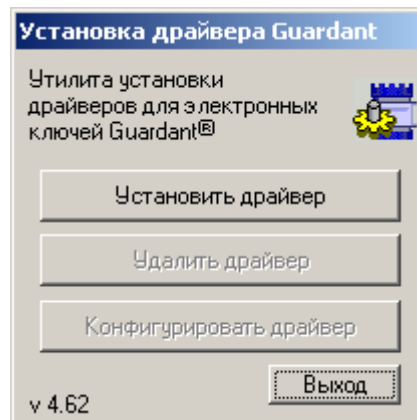 Установка драйвера Guardant
Утилита установки
драйверов для электронных
ключей Guardant®
Установить драйвер
Удалить драйвер
Конфигурировать драйвер
Выход
v 4.62